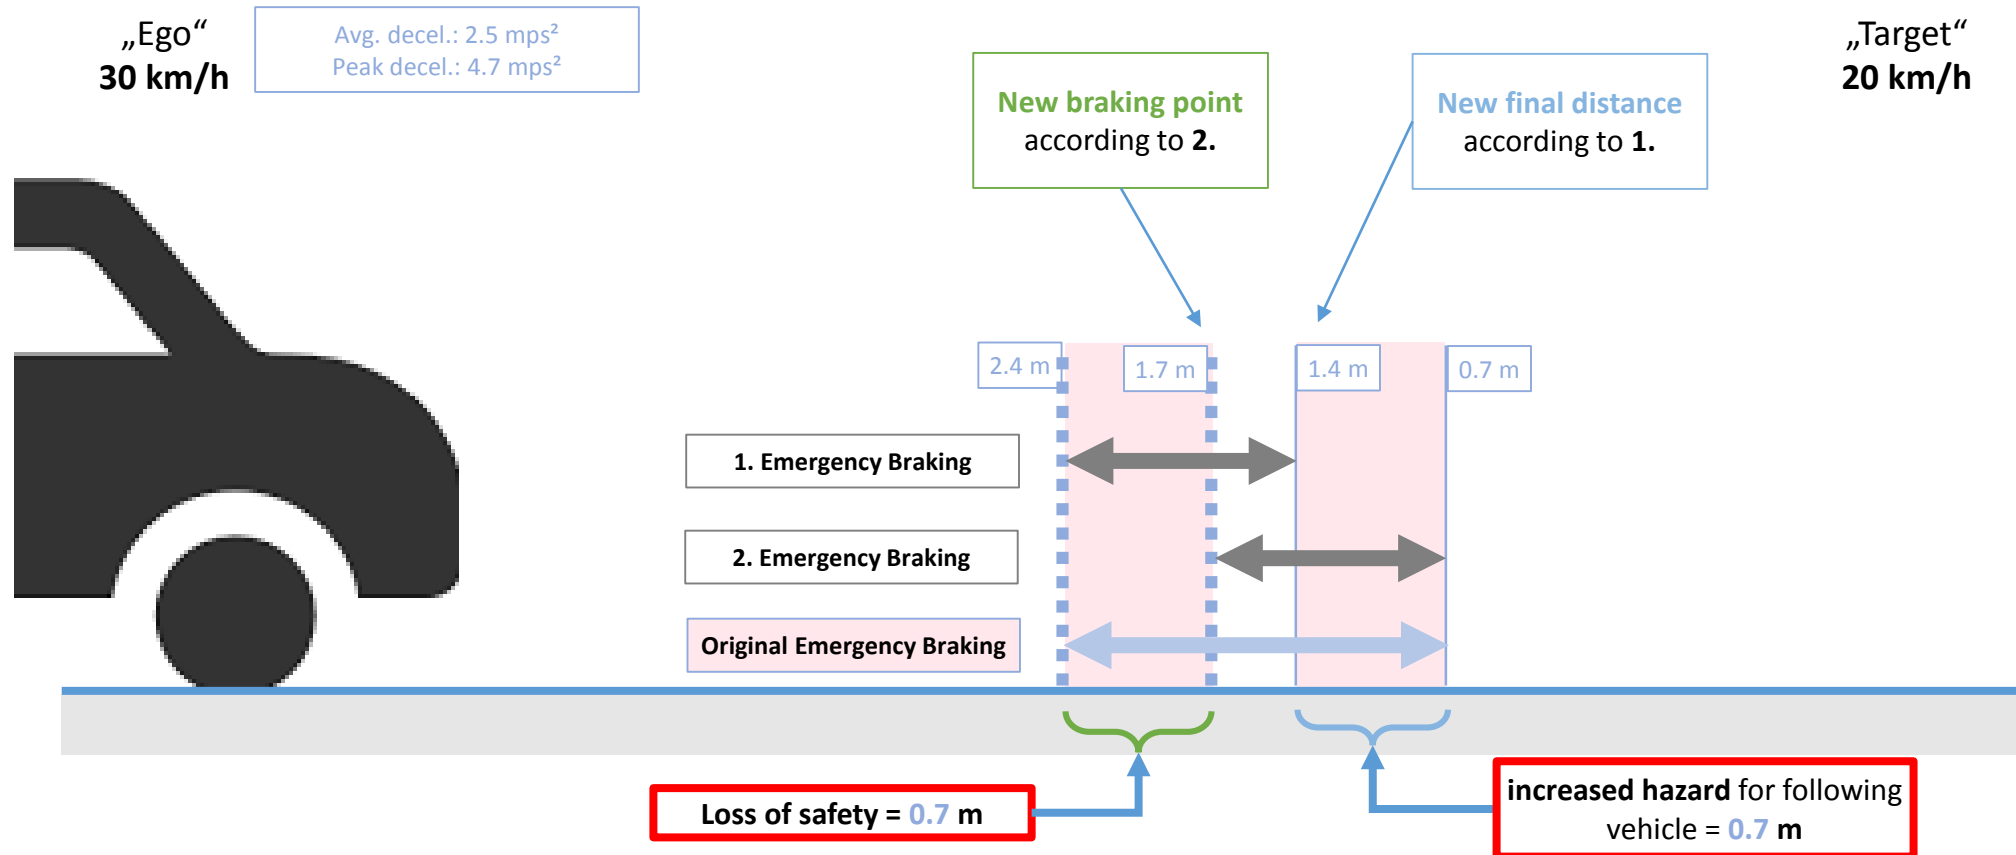 „Ego“
30 km/h
Avg. decel.: 2.5 mps²
Peak decel.: 4.7 mps²
„Target“
20 km/h
New braking point
according to 2.
New final distance
according to 1.
2.4 m
1.7 m
1.4 m
0.7 m
1. Emergency Braking
2. Emergency Braking
Original Emergency Braking
Loss of safety = 0.7 m
increased hazard for following
vehicle = 0.7 m